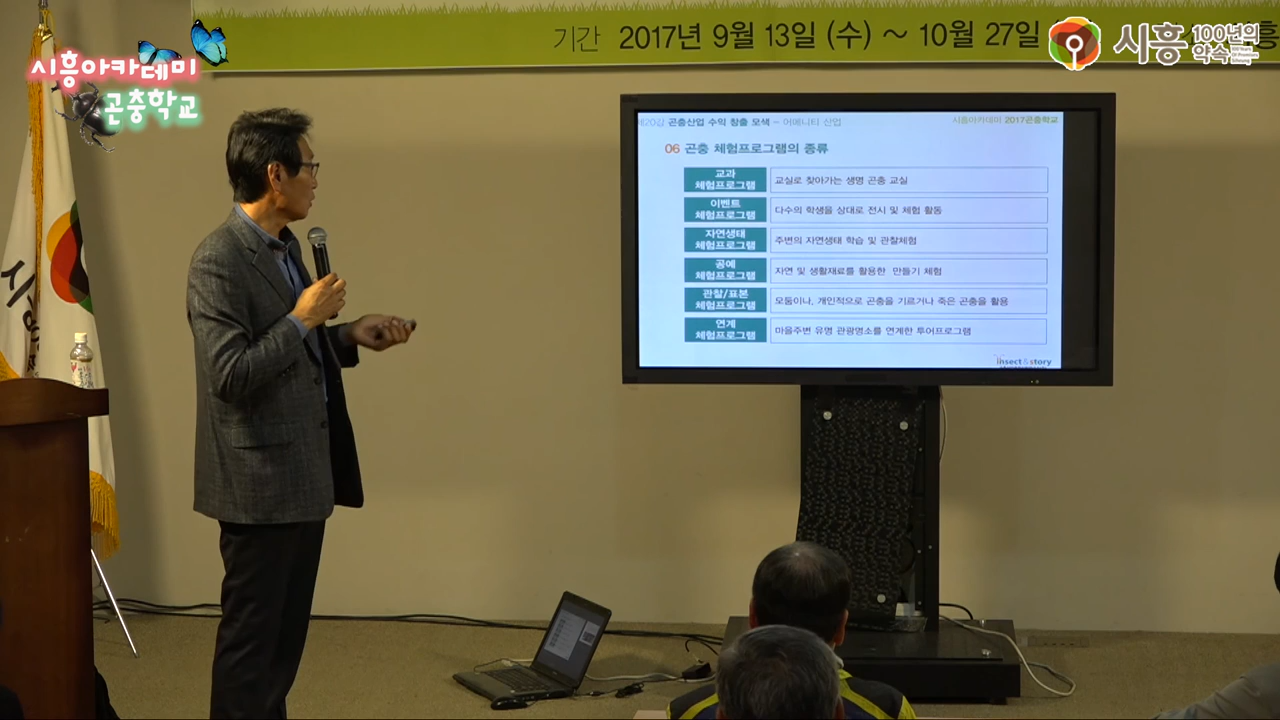 기간 2017년 9월 13일 (수) ~ 10월 27일
시흥
100년의
약속
시흥아카데미
곤충학교
제20강 곤충산업 수익 창출 모색 - 어메니티 산업
시흥아카데미 2017곤충학교
06 곤충 체험프로그램의 종류
교과
체험프로그램
교실로 찾아가는 생명 곤충 교실
이벤트
체험프로그램
다수의 학생을 상대로 전시 및 체험 활동
자연생태
체험프로그램
주변의 자연생태 학습 및 관찰체험
공예
체험프로그램
자연 및 생활재료를 활용한 만들기 체험
관찰/표본
체험프로그램
모둠이나, 개인적으로 곤충을 기르거나 죽은 곤충을 활용
연계
체험프로그램
마을주변 유명 관광명소를 연계한 투어프로그램
insect&story